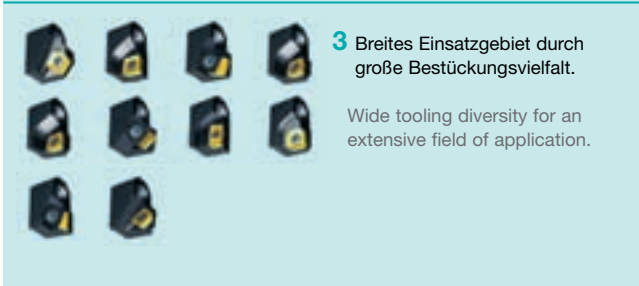 3 Breites Einsatzgebiet durch
große Bestückungsvielfalt.
Wide tooling diversity for an
extensive field of application.